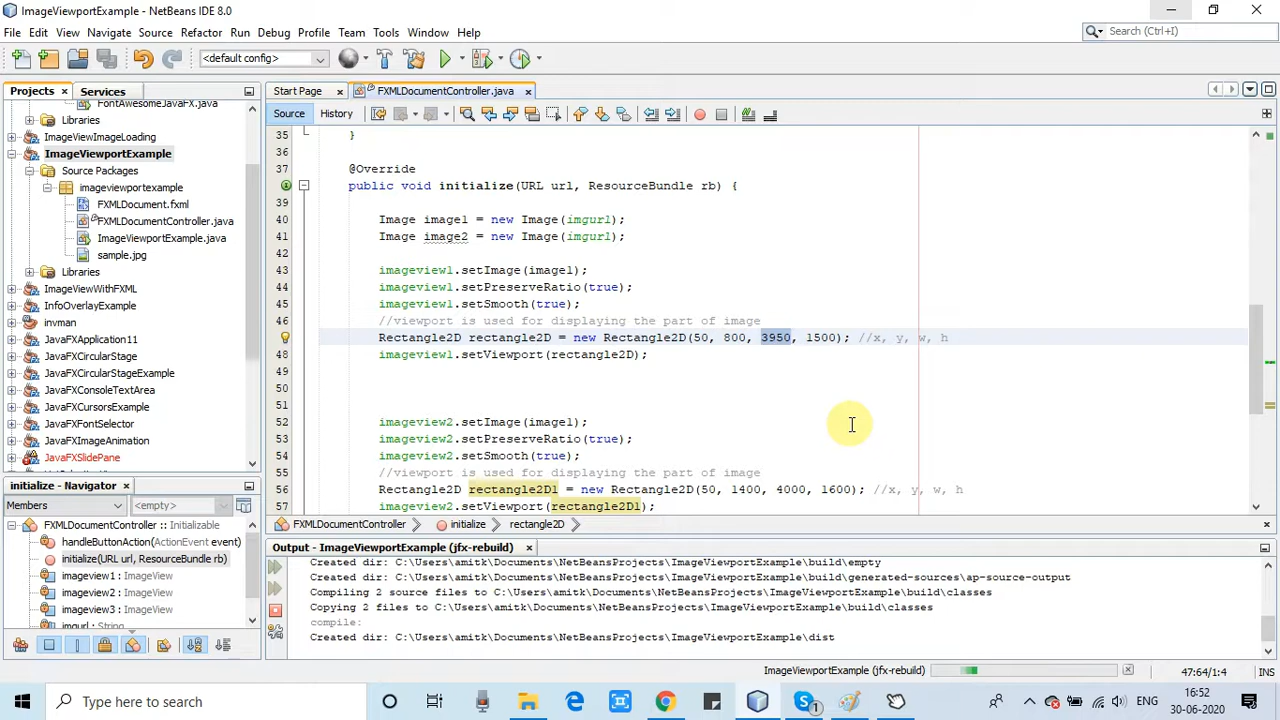 ImageViewportExample - NetBeans IDE 8.0
File Edit View Navigate Source Refactor Run Debug Profile Team Tools Window Help
Search (Ctrl+I)
<default config>
Projects
Services
Start Page
FXMLDocumentController.java
Source
History
FontAwesomeJavaFX.java
Libraries
ImageViewImageLoading
ImageViewportExample
Source Packages
imageviewportexample
FXMLDocument.fxml
FXMLDocumentController.java
ImageViewportExample.java
sample.jpg
Libraries
ImageViewWithFXML
InfoOverlayExample
invman
JavaFXCircularStage
JavaFXCircularStageExample
JavaFXConsoleTextArea
JavaFXCursorsExample
JavaFXFontSelector
JavaFXImageAnimation
JavaFXSlidePane
35 }
36
37 @Override
public void initialize(URL url, ResourceBundle rb) {
39
40 Image image1 = new Image(imgurl);
41 Image image2 = new Image(imgurl);
42
43 imageview1.setImage(image1);
44 imageview1.setPreserveRatio(true);
45 imageview1.setSmooth(true);
46 //viewport is used for displaying the part of image
Rectangle2D rectangle2D = new Rectangle2D(50, 800, 3950, 1500); //x, y, w, h
48 imageview1.setViewport(rectangle2D);
49
50
51
52 imageview2.setImage(image1);
53 imageview2.setPreserveRatio(true);
54 imageview2.setSmooth(true);
55 //viewport is used for displaying the part of image
56 Rectangle2D rectangle2D1 = new Rectangle2D(50, 1400, 4000, 1600); //x, y, w, h
57 imageview2.setViewport(rectangle2D1);
FXMLDocumentController
initialize
rectangle2D
initialize - Navigator
Members
<empty>
FXMLDocumentController :: Initializable
handleButtonAction(ActionEvent event)
initialize(URL url, ResourceBundle rb)
imageview1 : ImageView
imageview2 : ImageView
imageview3 : ImageView
imgurl : String
Output - ImageViewportExample (jfx-rebuild)
Created dir: C:\Users\amitk\Documents\NetBeansProjects\ImageViewportExample\build\empty
Created dir: C:\Users\amitk\Documents\NetBeansProjects\ImageViewportExample\build\generated-sources\ap-source-output
Compiling 2 source files to C:\Users\amitk\Documents\NetBeansProjects\ImageViewportExample\build\classes
Copying 2 files to C:\Users\amitk\Documents\NetBeansProjects\ImageViewportExample\build\classes
compile:
Created dir: C:\Users\amitk\Documents\NetBeansProjects\ImageViewportExample\dist
ImageViewportExample (jfx-rebuild)
47:64/1:4
INS
Type here to search
1
ENG
16:52
30-06-2020